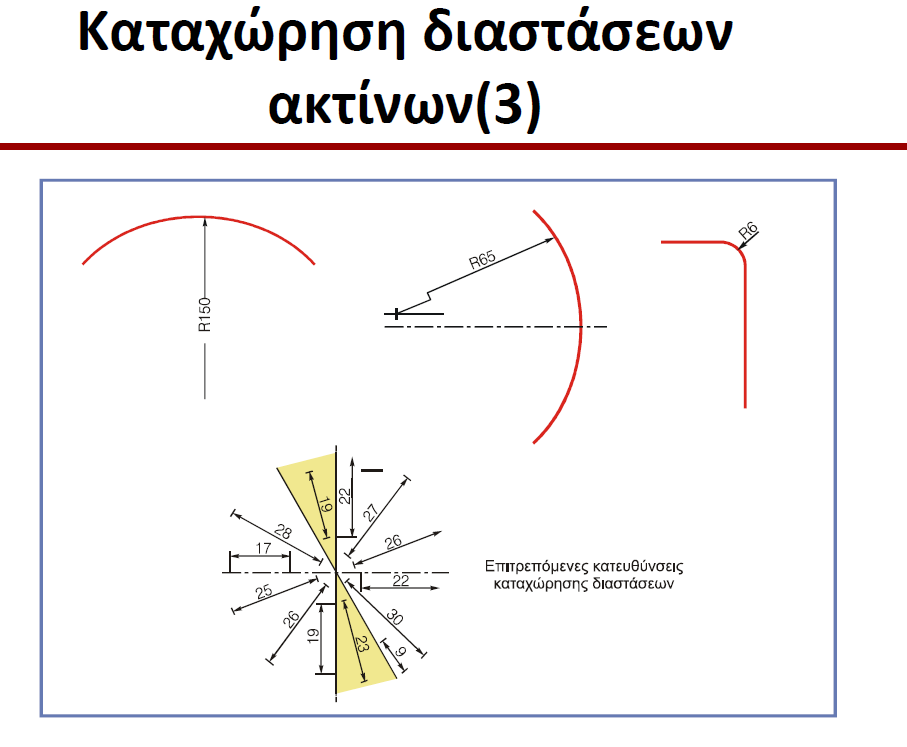 Καταχώρηση διαστάσεων
ακτίνων(3)
R150
R65
R6
19
22
27
28
26
17
22
25
26
30
19
23
9
Επιτρεπόμενες κατευθύνσεις
καταχώρησης διαστάσεων